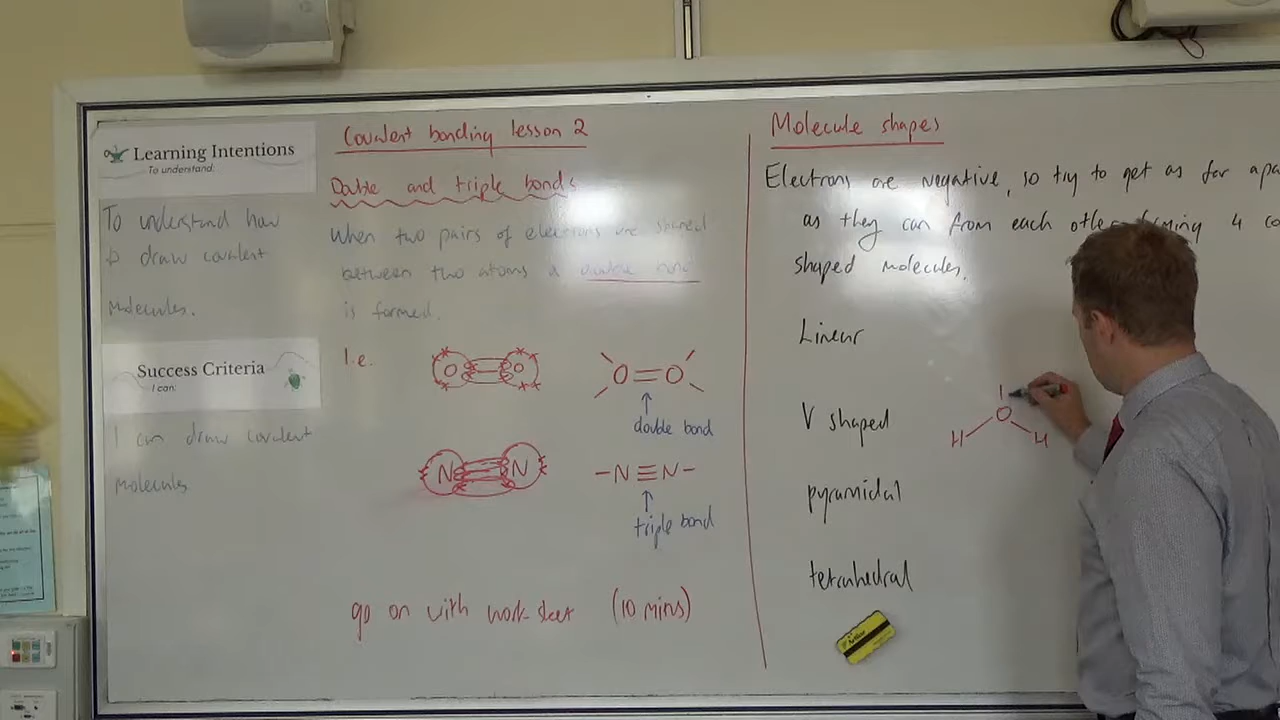 Learning Intentions
To understand:
To understand how
to draw covalent
Molecules.
Success Criteria
I can:
I can draw covalent
molecules
Covalent bonding lesson 2
Double and triple bonds
When two pairs of electrons are shared
between two atoms a double bond
is formed.
I.e.
O O
O = O
double bond
N N
-N≡N-
triple bond
go on with work-sheet (10 mins)
Molecule shapes
Electrons are negative, so try to get as far
as they can from each other 4
shaped molecules.
Linear
V shaped
O
H H
pyramidal
tetrahedral